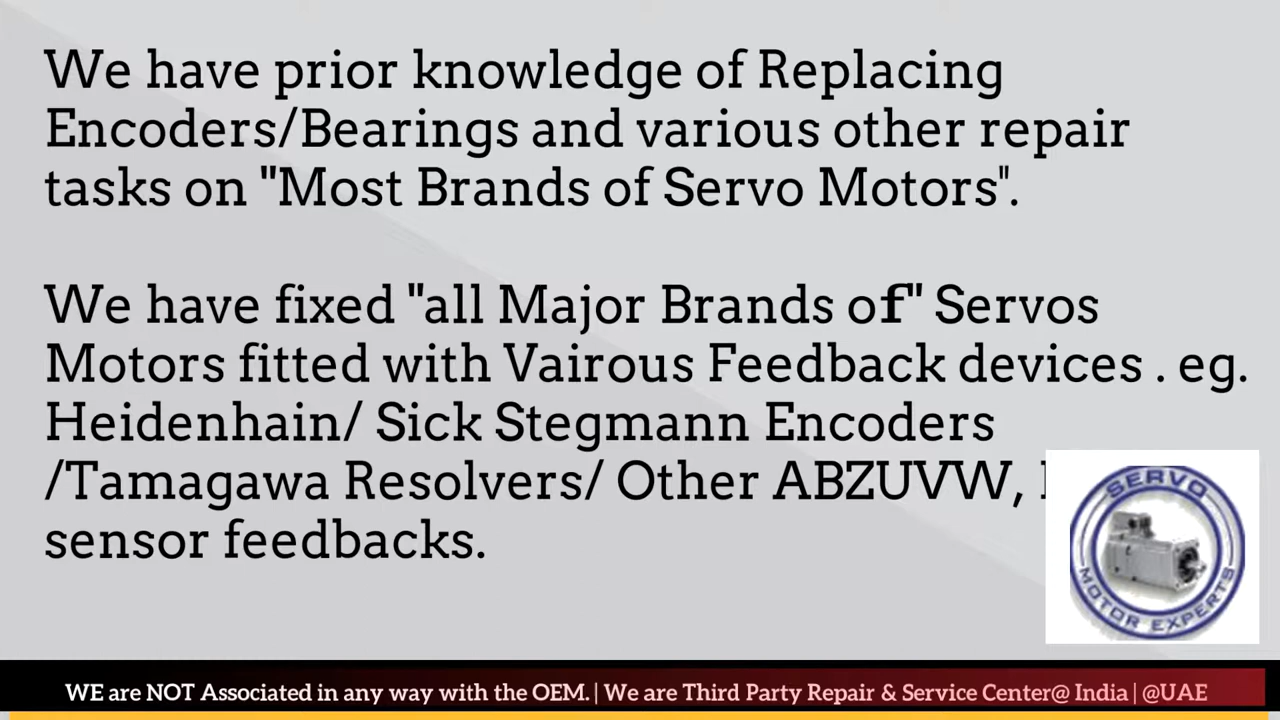 We have prior knowledge of Replacing
Encoders/Bearings and various other repair
tasks on "Most Brands of Servo Motors".
We have fixed "all Major Brands of" Servos
Motors fitted with Vairous Feedback devices . eg.
Heidenhain/ Sick Stegmann Encoders
/Tamagawa Resolvers/ Other ABZUVW,
sensor feedbacks.
SERVO
MOTOR EXPERTS
WE are NOT Associated in any way with the OEM. | We are Third Party Repair & Service Center@ India | @UAE